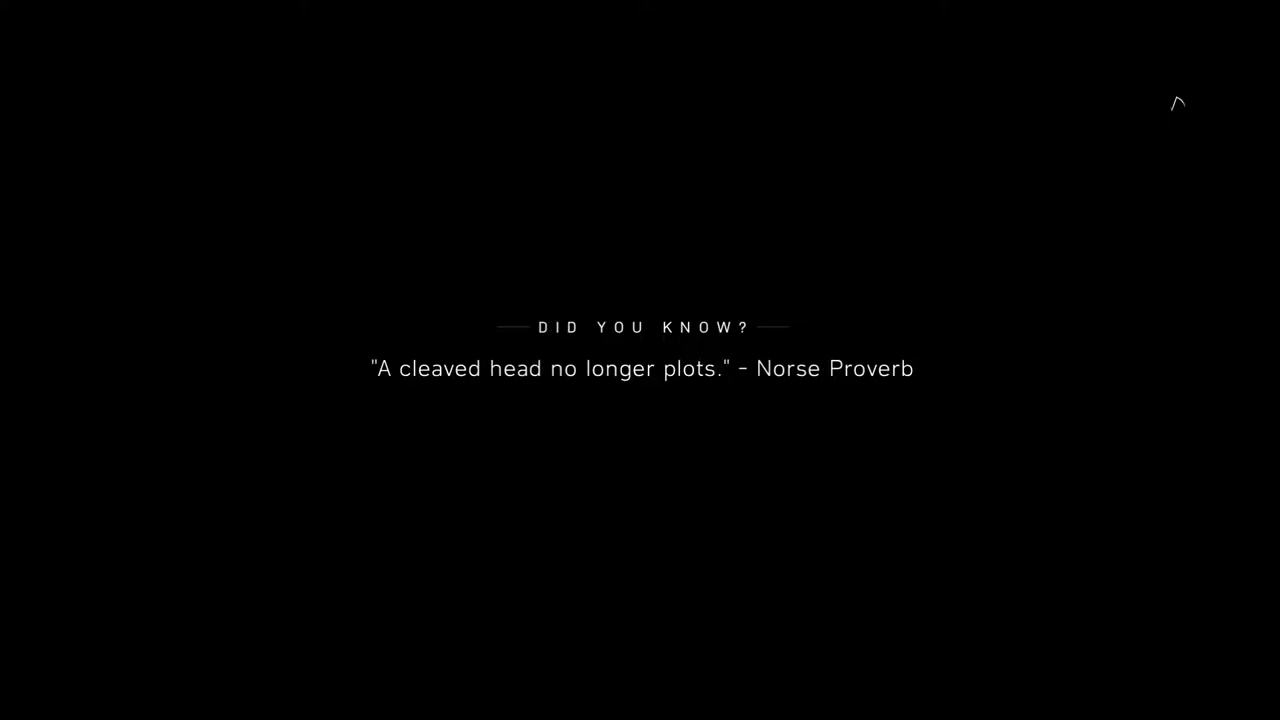 DID YOU KNOW?
"A cleaved head no longer plots." - Norse Proverb